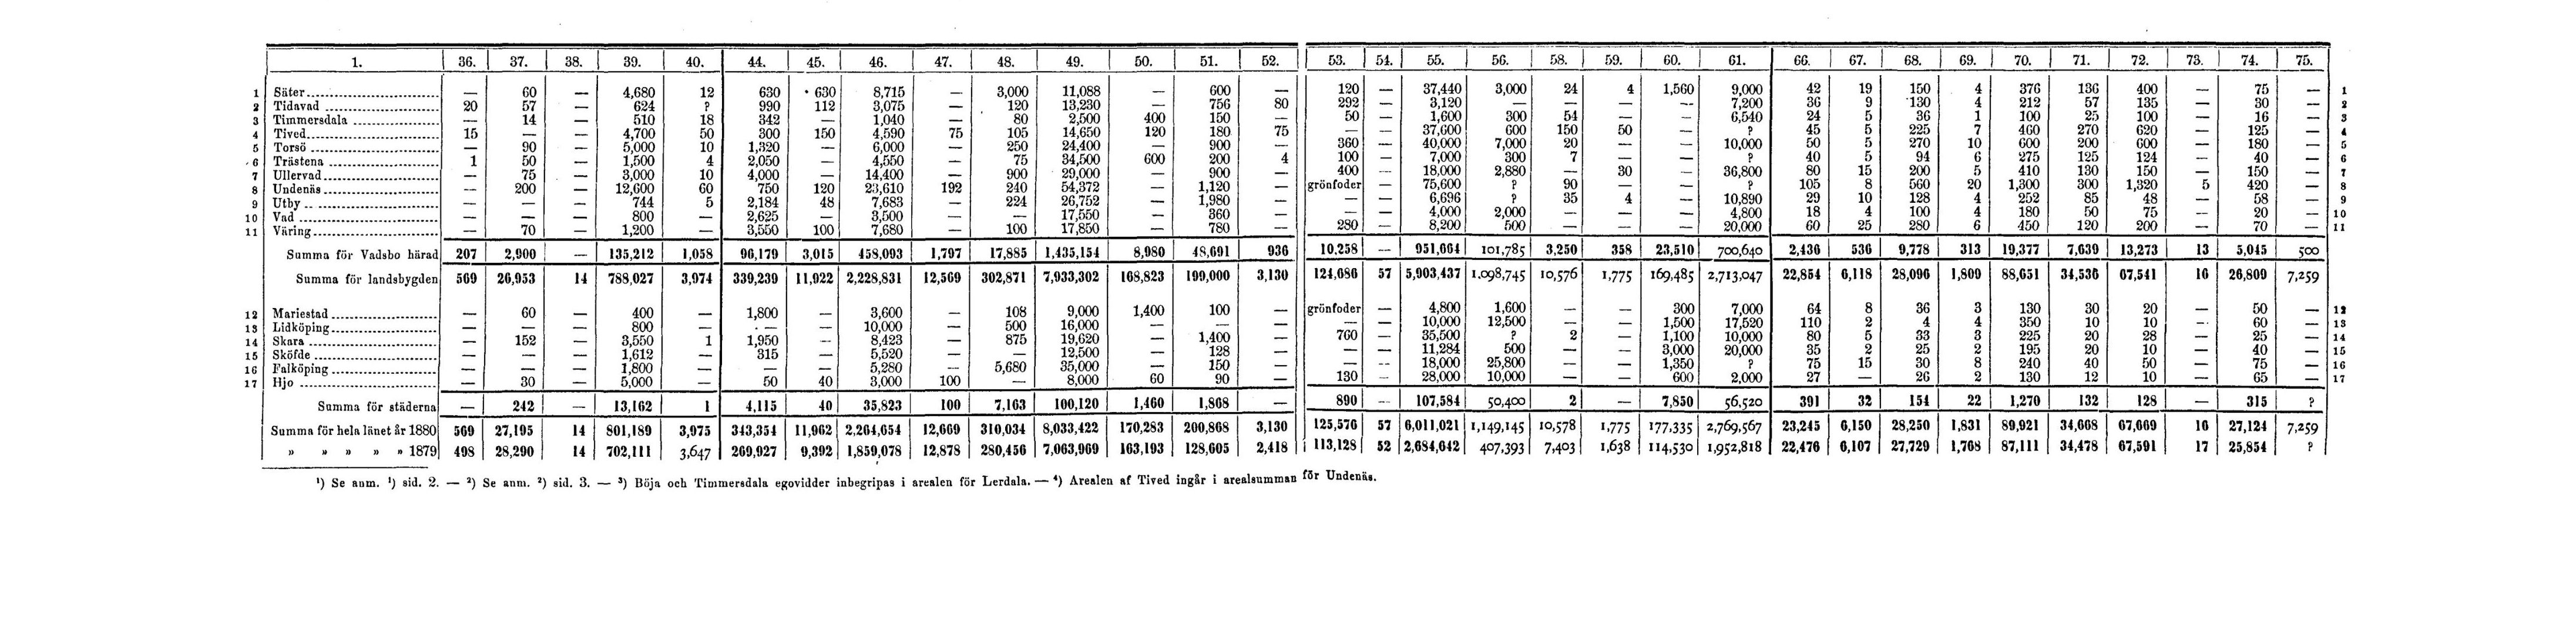 1. 36. 37. 38. 39. 40. 44. 45. 46. 47. 48. 49. 50. 51. 52. 53. 54. 55. 56. 58. 59. 60. 61. 66. 67. 68. 69. 70. 71. 72. 73. 74. 75.
1 Säter — 60 — 4,680 12 630 630 8,715 — 3,000 11,088 — 600 — 120 — 37,440 3,000 24 4 1,560 9,000 42 19 150 4 376 136 400 — 75 — 1
2 Tidavad 20 57 — 624 ? 990 112 3,075 — 120 13,230 — 756 80 292 — 3,120 — — — — 7,200 36 9 130 4 212 57 135 — 30 — 2
3 Timmersdala — 14 — 510 18 342 — 1,040 — 80 2,500 400 150 — 50 — 1,600 300 54 — — 6,540 24 5 36 1 100 25 100 — 16 — 3
4 Tived 15 — — 4,700 50 300 150 4,590 75 105 14,650 120 180 75 — — 37,600 600 150 50 — ? 45 5 225 7 460 270 620 — 125 — 4
5 Torsö — 90 — 5,000 10 1,320 — 6,000 — 250 24,400 — 900 — 360 — 40,000 7,000 20 — — 10,000 50 5 270 10 600 200 600 — 180 — 5
6 Trästena 1 50 — 1,500 4 2,050 — 4,550 — 75 34,500 600 200 4 100 — 7,000 300 7 — — ? 40 5 94 6 275 125 124 — 40 — 6
7 Ullervad — 75 — 3,000 10 4,000 — 14,400 — 900 29,000 — 900 — 400 — 18,000 2,880 — 30 — 36,800 80 15 200 5 410 130 150 — 150 — 7
8 Undenäs — 200 — 12,600 60 750 120 23,610 192 240 54,372 — 1,120 — grönfoder — 75,600 ? 90 — — ? 105 8 560 20 1,300 300 1,320 5 420 — 8
9 Utby — — — 744 5 2,184 48 7,683 — 224 26,752 — 1,980 — — — 6,696 ? 35 4 — 10,890 29 10 128 4 252 85 48 — 58 — 9
10 Vad — — — 800 — 2,625 — 3,500 — — 17,550 — 360 — — — 4,000 2,000 — — — 4,800 18 4 100 4 180 50 75 — 20 — 10
11 Väring — 70 — 1,200 — 3,550 100 7,680 — 100 17,850 — 780 — 280 — 8,200 500 — — — 20,000 60 25 280 6 450 120 200 — 70 — 11
Summa för Vadsbo härad 207 2,900 — 135,212 1,058 96,179 3,015 458,093 1,797 17,885 1,435,154 8,980 48,691 936 10,258 — 951,664 101,785 3,250 358 23,510 700,640 2,436 536 9,778 313 19,377 7,639 13,273 13 5,045 500
Summa för landsbygden 569 26,953 14 788,027 3,974 339,239 11,922 2,228,831 12,569 302,871 7,933,302 168,823 199,000 3,130 124,686 57 5,903,437 1,098,745 10,576 1,775 169,485 2,713,047 22,854 6,118 28,096 1,809 88,651 34,536 67,541 16 26,809 7,259
12 Mariestad — 60 — 400 — 1,800 — 3,600 — 108 9,000 1,400 100 — grönfoder — 4,800 1,600 — — 300 7,000 64 8 36 3 130 30 20 — 50 — 12
13 Lidköping — — — 800 — — — 10,000 — 500 16,000 — — — — — 10,000 12,500 — — 1,500 17,520 110 2 4 4 350 10 10 — 60 — 13
14 Skara — 152 — 3,550 1 1,950 — 8,423 — 875 19,620 — 1,400 — 760 — 35,500 ? 2 — 1,100 10,000 80 5 33 3 225 20 28 — 25 — 14
15 Sköfde — — — 1,612 — 315 — 5,520 — — 12,500 — 128 — — — 11,284 500 — — 3,000 20,000 35 2 25 2 195 20 10 — 40 — 15
16 Falköping — — — 1,800 — — — 5,280 — 5,680 35,000 — 150 — — — 18,000 25,800 — — 1,350 ? 75 15 30 8 240 40 50 — 75 — 16
17 Hjo — 30 — 5,000 — 50 40 3,000 100 — 8,000 60 90 — 130 — 28,000 10,000 — — 600 2,000 27 — 26 2 130 12 10 — 65 — 17
Summa för städerna — 242 — 13,162 1 4,115 40 35,823 100 7,163 100,120 1,460 1,868 — 890 — 107,584 50,400 2 — 7,850 56,520 391 32 154 22 1,270 132 128 — 315 ?
Summa för hela länet år 1880 569 27,195 14 801,189 3,975 343,354 11,962 2,264,654 12,669 310,034 8,033,422 170,283 200,868 3,130 125,576 57 6,011,021 1,149,145 10,578 1,775 177,335 2,769,567 23,245 6,150 28,250 1,831 89,921 34,668 67,669 16 27,124 7,259
» » » » » 1879 498 28,290 14 702,111 3,647 269,927 9,392 1,859,078 12,878 280,456 7,063,969 163,193 128,605 2,418 113,128 52 2,684,642 407,393 7,403 1,638 114,530 1,952,818 22,476 6,107 27,729 1,768 87,111 34,478 67,591 17 25,854 ?
¹) Se anm. ¹) sid. 2. — ²) Se anm. ²) sid. 3. — ³) Böja och Timmersdala egovidder inbegripas i arealen för Lerdala. — ⁴) Arealen af Tived ingår i arealsumman för Undenäs.